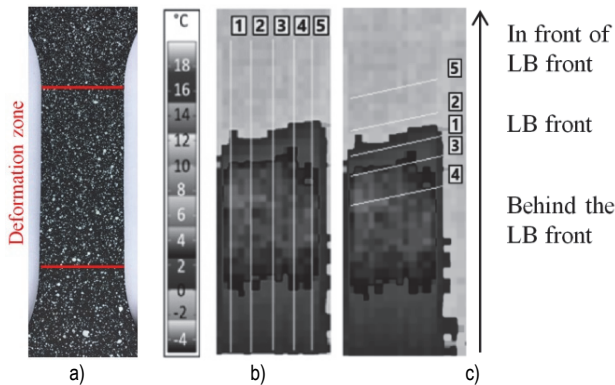 Deformation zone
°C
18
16
14
12
10
8
6
4
2
0
-2
-4
1 2 3 4 5
5
2
1
3
4
In front of
LB front
LB front
Behind the
LB front
a)
b)
c)